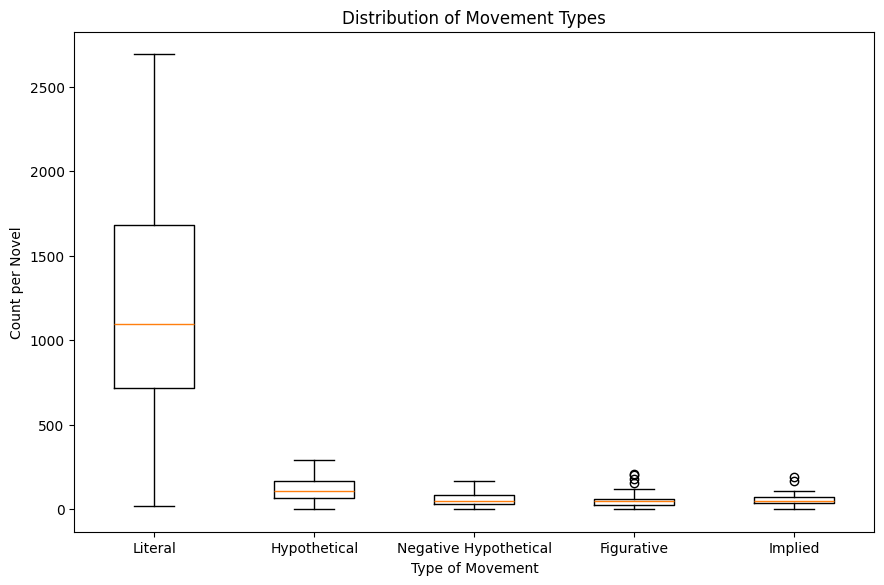 Distribution of Movement Types
Count per Novel
2500
2000
1500
1000
500
0
Literal
Hypothetical
Negative Hypothetical
Figurative
Implied
Type of Movement